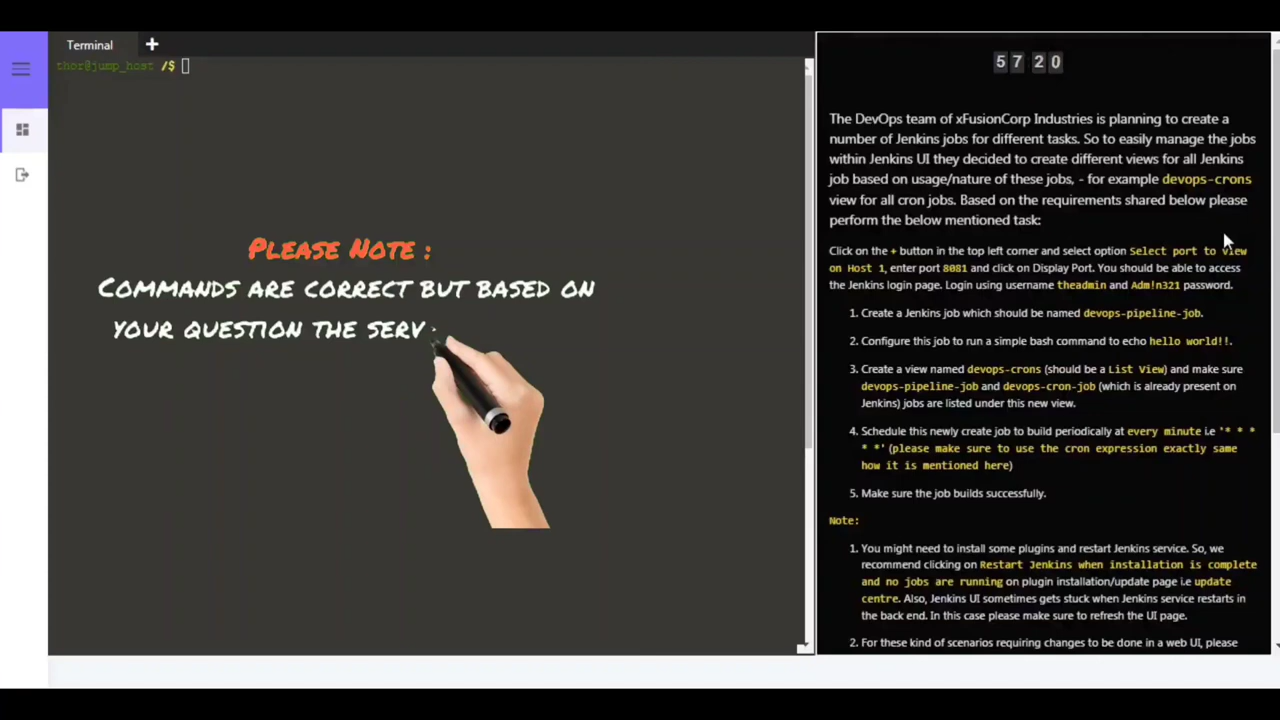 Terminal +
thor@jump_host /$
PLEASE NOTE :
COMMANDS ARE CORRECT BUT BASED ON
YOUR QUESTION THE SERV
57 20
The DevOps team of xFusionCorp Industries is planning to create a
number of Jenkins jobs for different tasks. So to easily manage the jobs
within Jenkins UI they decided to create different views for all Jenkins
job based on usage/nature of these jobs, - for example devops-crons
view for all cron jobs. Based on the requirements shared below please
perform the below mentioned task:
Click on the + button in the top left corner and select option Select port to view
on Host 1, enter port 8081 and click on Display Port. You should be able to access
the Jenkins login page. Login using username theadmin and Adm!n321 password.
1. Create a Jenkins job which should be named devops-pipeline-job.
2. Configure this job to run a simple bash command to echo hello world!!.
3. Create a view named devops-crons (should be a List View) and make sure
devops-pipeline-job and devops-cron-job (which is already present on
Jenkins) jobs are listed under this new view.
4. Schedule this newly create job to build periodically at every minute i.e '* * *
* *' (please make sure to use the cron expression exactly same
how it is mentioned here)
5. Make sure the job builds successfully.
Note:
1. You might need to install some plugins and restart Jenkins service. So, we
recommend clicking on Restart Jenkins when installation is complete
and no jobs are running on plugin installation/update page i.e update
centre. Also, Jenkins UI sometimes gets stuck when Jenkins service restarts in
the back end. In this case please make sure to refresh the UI page.
2. For these kind of scenarios requiring changes to be done in a web UI, please